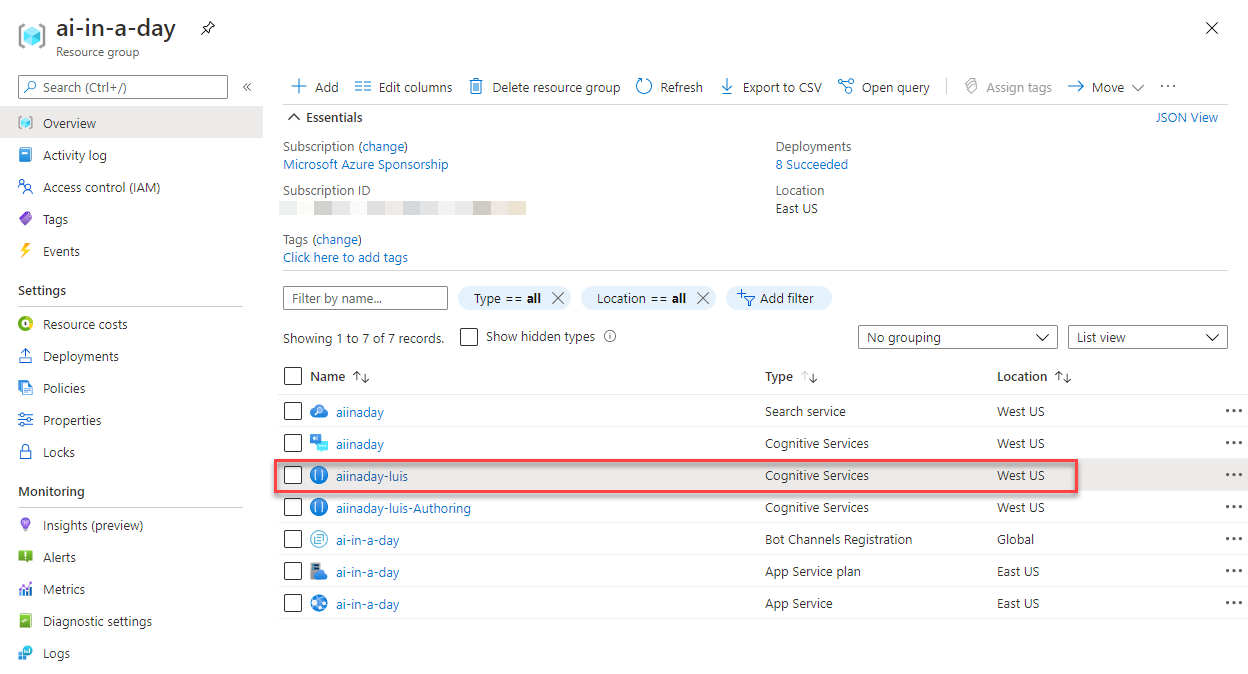 ai-in-a-day
Resource group
Search (Ctrl+/)
Overview
Activity log
Access control (IAM)
Tags
Events
Settings
Resource costs
Deployments
Policies
Properties
Locks
Monitoring
Insights (preview)
Alerts
Metrics
Diagnostic settings
Logs
Add Edit columns Delete resource group Refresh Export to CSV Open query Assign tags Move
Essentials JSON View
Subscription (change) Deployments
Microsoft Azure Sponsorship 8 Succeeded
Subscription ID Location
East US
Tags (change)
Click here to add tags
Filter by name... Type == all Location == all Add filter
Showing 1 to 7 of 7 records. Show hidden types No grouping List view
Name Type Location
aiinaday Search service West US
aiinaday Cognitive Services West US
aiinaday-luis Cognitive Services West US
aiinaday-luis-Authoring Cognitive Services West US
ai-in-a-day Bot Channels Registration Global
ai-in-a-day App Service plan East US
ai-in-a-day App Service East US